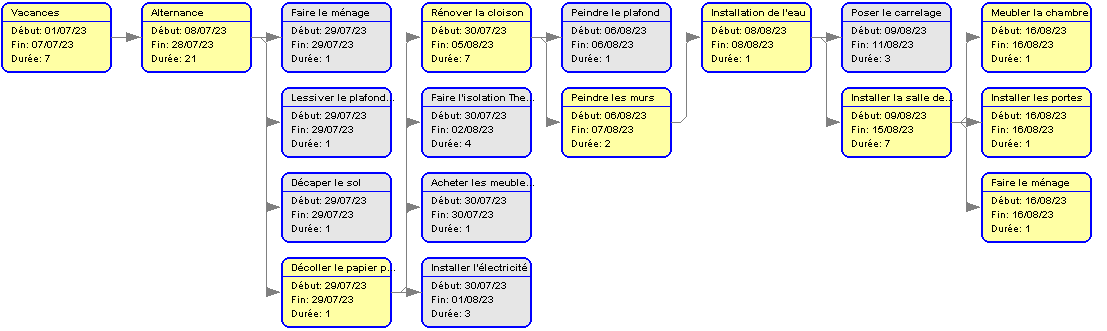 Vacances
Début: 01/07/23
Fin: 07/07/23
Durée: 7
Alternance
Début: 08/07/23
Fin: 28/07/23
Durée: 21
Faire le ménage
Début: 29/07/23
Fin: 29/07/23
Durée: 1
Lessiver le plafond...
Début: 29/07/23
Fin: 29/07/23
Durée: 1
Décaper le sol
Début: 29/07/23
Fin: 29/07/23
Durée: 1
Décoller le papier p...
Début: 29/07/23
Fin: 29/07/23
Durée: 1
Rénover la cloison
Début: 30/07/23
Fin: 05/08/23
Durée: 7
Faire l'isolation The...
Début: 30/07/23
Fin: 02/08/23
Durée: 4
Acheter les meuble...
Début: 30/07/23
Fin: 30/07/23
Durée: 1
Installer l'électricité
Début: 30/07/23
Fin: 01/08/23
Durée: 3
Peindre le plafond
Début: 06/08/23
Fin: 06/08/23
Durée: 1
Peindre les murs
Début: 06/08/23
Fin: 07/08/23
Durée: 2
Installation de l'eau
Début: 08/08/23
Fin: 08/08/23
Durée: 1
Poser le carrelage
Début: 09/08/23
Fin: 11/08/23
Durée: 3
Installer la salle de...
Début: 09/08/23
Fin: 15/08/23
Durée: 7
Meubler la chambre
Début: 16/08/23
Fin: 16/08/23
Durée: 1
Installer les portes
Début: 16/08/23
Fin: 16/08/23
Durée: 1
Faire le ménage
Début: 16/08/23
Fin: 16/08/23
Durée: 1